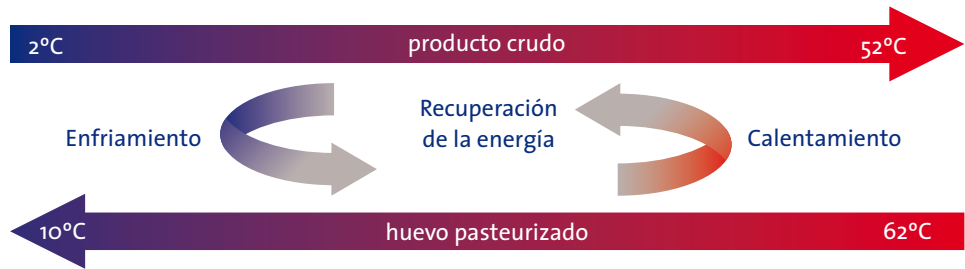 2ºC producto crudo 52ºC
Recuperación
de la energía
Enfriamiento
Calentamiento
10ºC huevo pasteurizado 62ºC